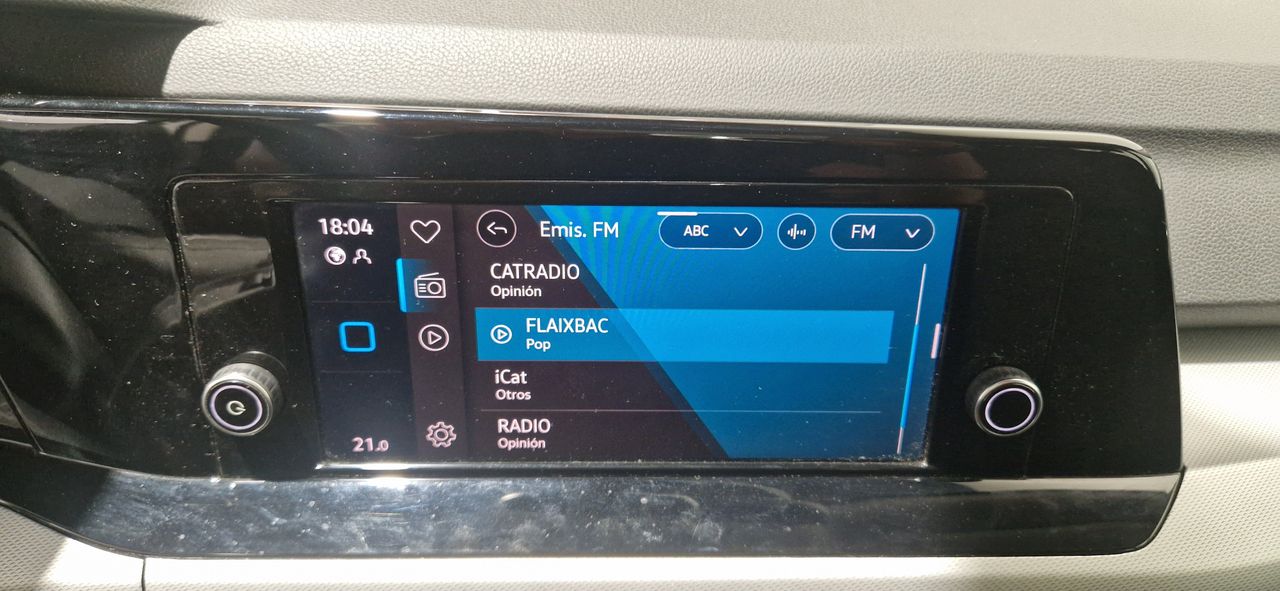 18:04
Emis. FM
ABC
FM
CATRADIO
Opinión
FLAIXBAC
Pop
iCat
Otros
RADIO
Opinión
21.0